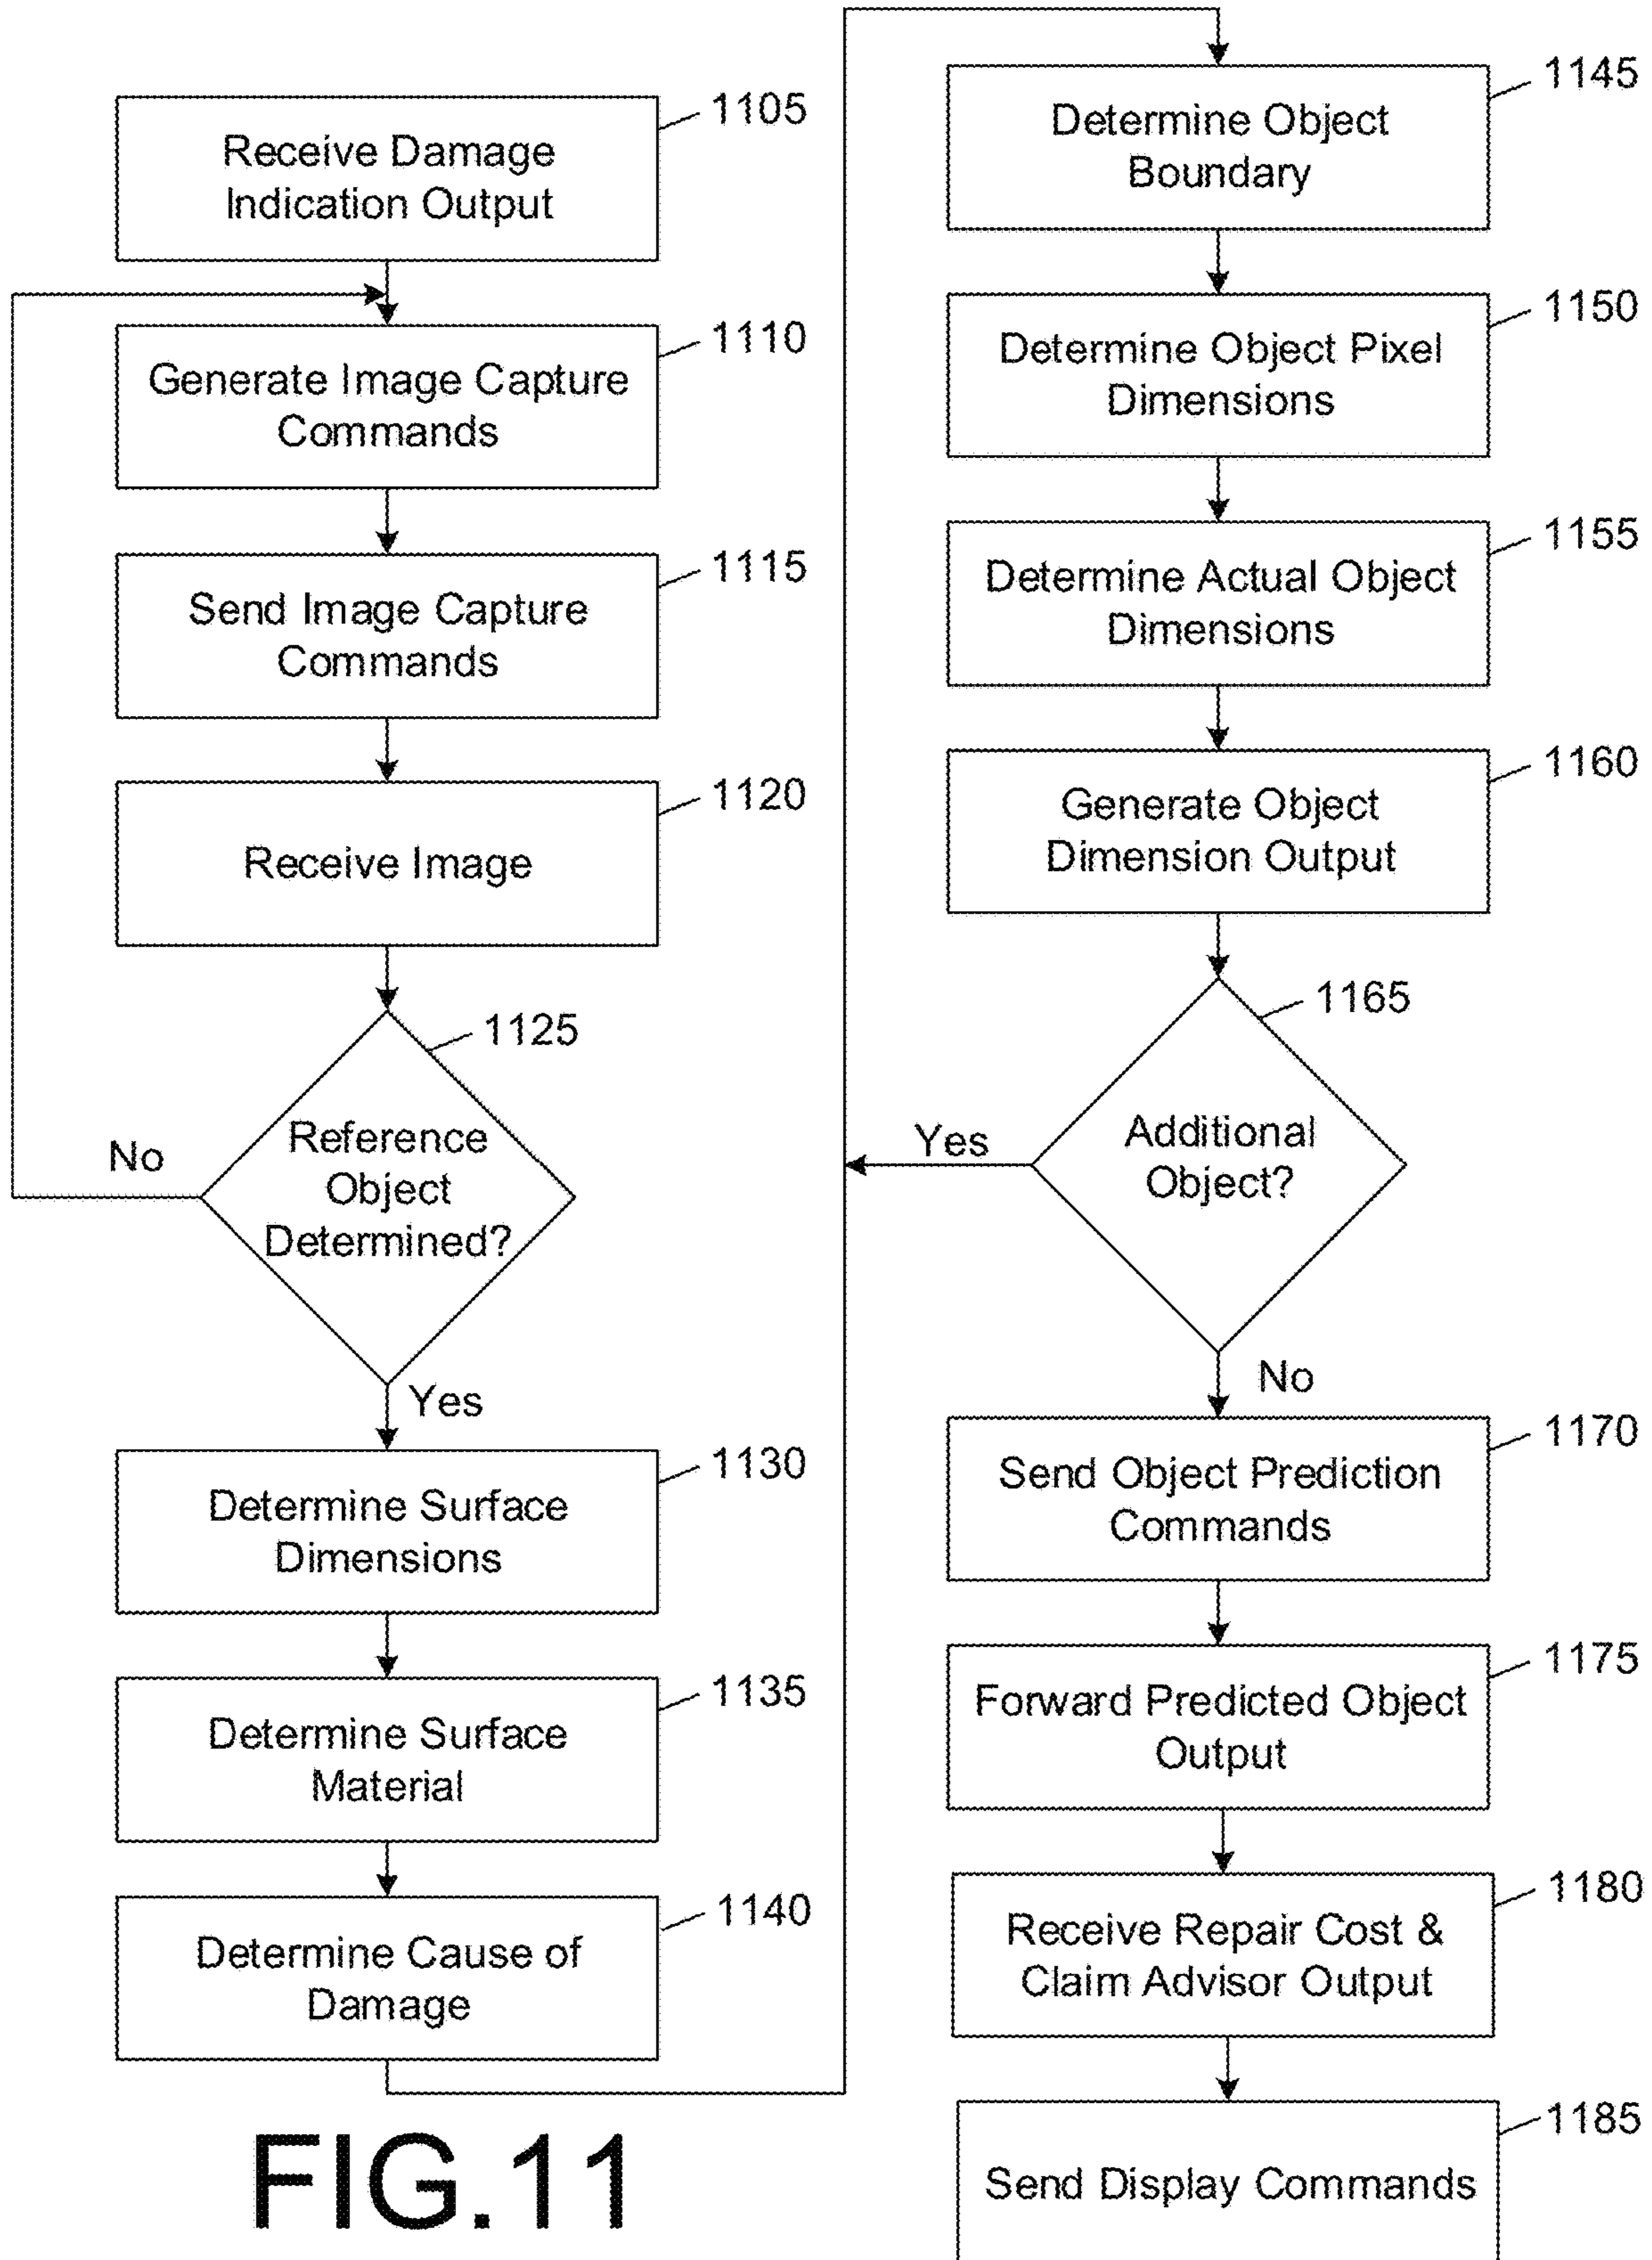 1105
Receive Damage
Indication Output
1110
Generate Image Capture
Commands
1115
Send Image Capture
Commands
1120
Receive Image
1125
Reference
Object
Determined?
No
Yes
1130
Determine Surface
Dimensions
1135
Determine Surface
Material
1140
Determine Cause of
Damage
1145
Determine Object
Boundary
1150
Determine Object Pixel
Dimensions
1155
Determine Actual Object
Dimensions
1160
Generate Object
Dimension Output
1165
Additional
Object?
Yes
No
1170
Send Object Prediction
Commands
1175
Forward Predicted Object
Output
1180
Receive Repair Cost &
Claim Advisor Output
1185
Send Display Commands
FIG.11